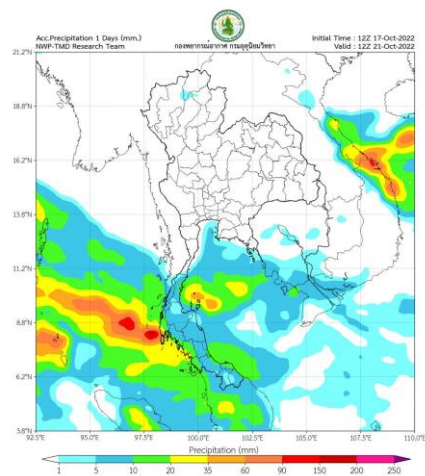 Acc.Precipitation 1 Days (mm.)
NWP-TMD Research Team
กองพยากรณ์อากาศ กรมอุตุนิยมวิทยา
Initial Time : 12Z 17-Oct-2022
Valid : 12Z 21-Oct-2022
21.2°N
18.8°N
16.2°N
13.8°N
11.2°N
8.8°N
6.2°N
3.8°N
92.5°E 95.0°E 97.5°E 100.0°E 102.5°E 105.0°E 107.5°E 110.0°E
Precipitation (mm)
1 5 10 20 35 60 90 150 200 250